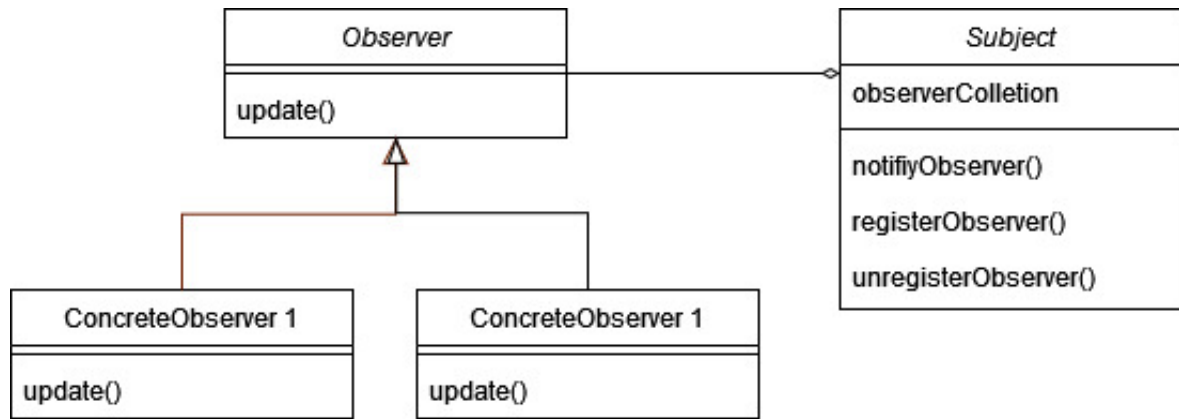 Observer
update()
Subject
observerColletion
notifiyObserver()
registerObserver()
unregisterObserver()
ConcreteObserver 1
update()
ConcreteObserver 1
update()